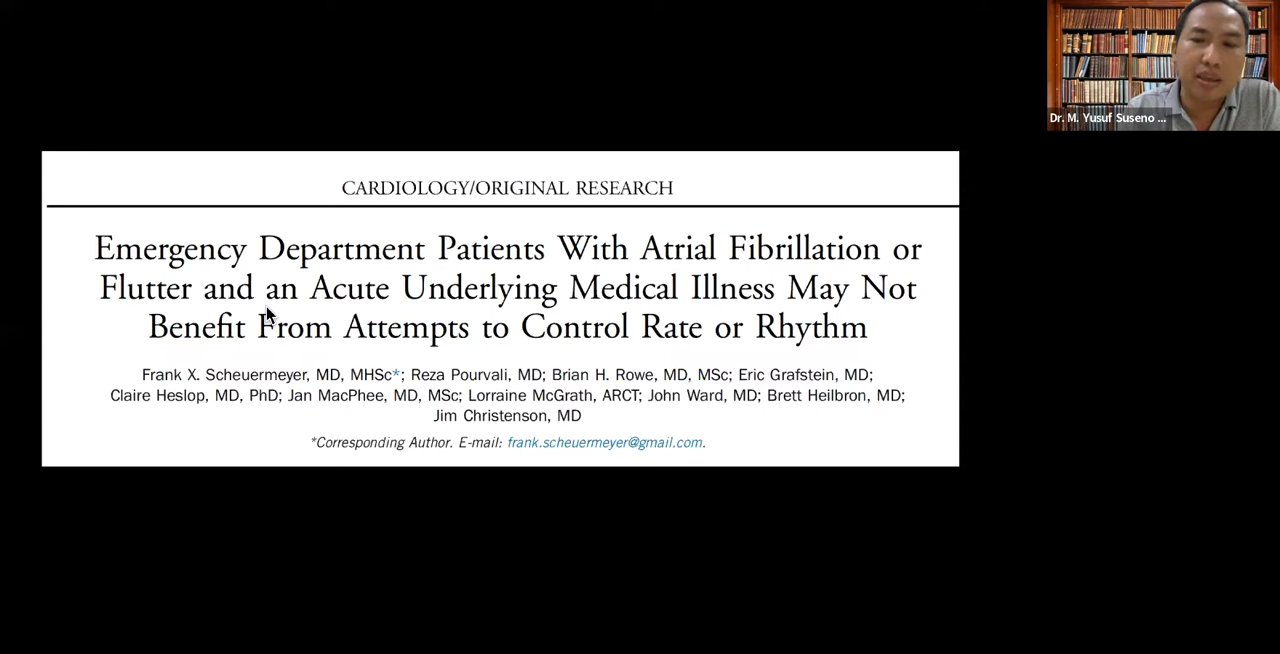 Dr. M. Yusuf Suseno ...
CARDIOLOGY/ORIGINAL RESEARCH
Emergency Department Patients With Atrial Fibrillation or
Flutter and an Acute Underlying Medical Illness May Not
Benefit From Attempts to Control Rate or Rhythm
Frank X. Scheuermeyer, MD, MHSc*; Reza Pourvali, MD; Brian H. Rowe, MD, MSc; Eric Grafstein, MD;
Claire Heslop, MD, PhD; Jan MacPhee, MD, MSc; Lorraine McGrath, ARCT; John Ward, MD; Brett Heilbron, MD;
Jim Christenson, MD
*Corresponding Author. E-mail: frank.scheuermeyer@gmail.com.